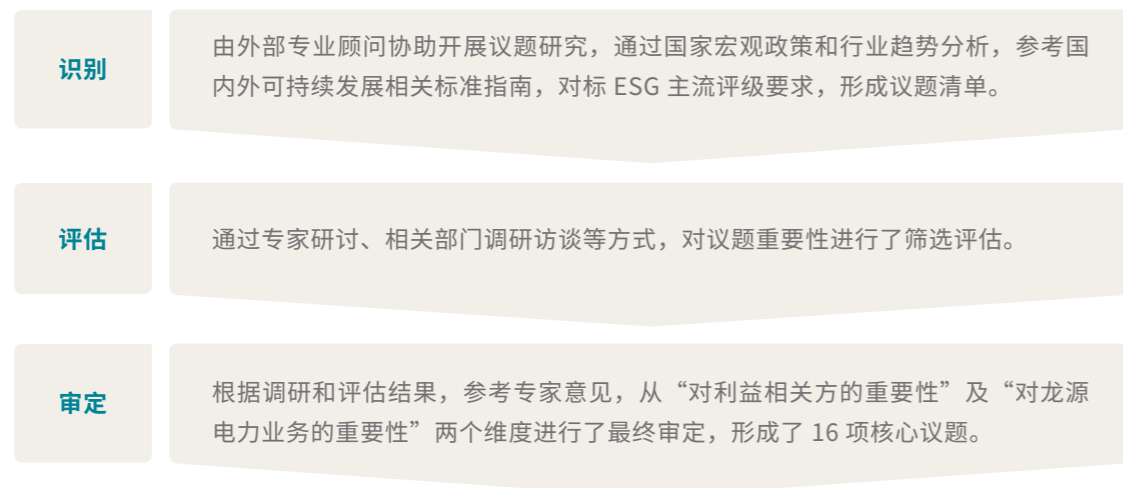 识别
由外部专业顾问协助开展议题研究，通过国家宏观政策和行业趋势分析，参考国
内外可持续发展相关标准指南，对标 ESG 主流评级要求，形成议题清单。
评估
通过专家研讨、相关部门调研访谈等方式，对议题重要性进行了筛选评估。
审定
根据调研和评估结果，参考专家意见，从“对利益相关方的重要性”及“对龙源
电力业务的重要性”两个维度进行了最终审定，形成了 16 项核心议题。